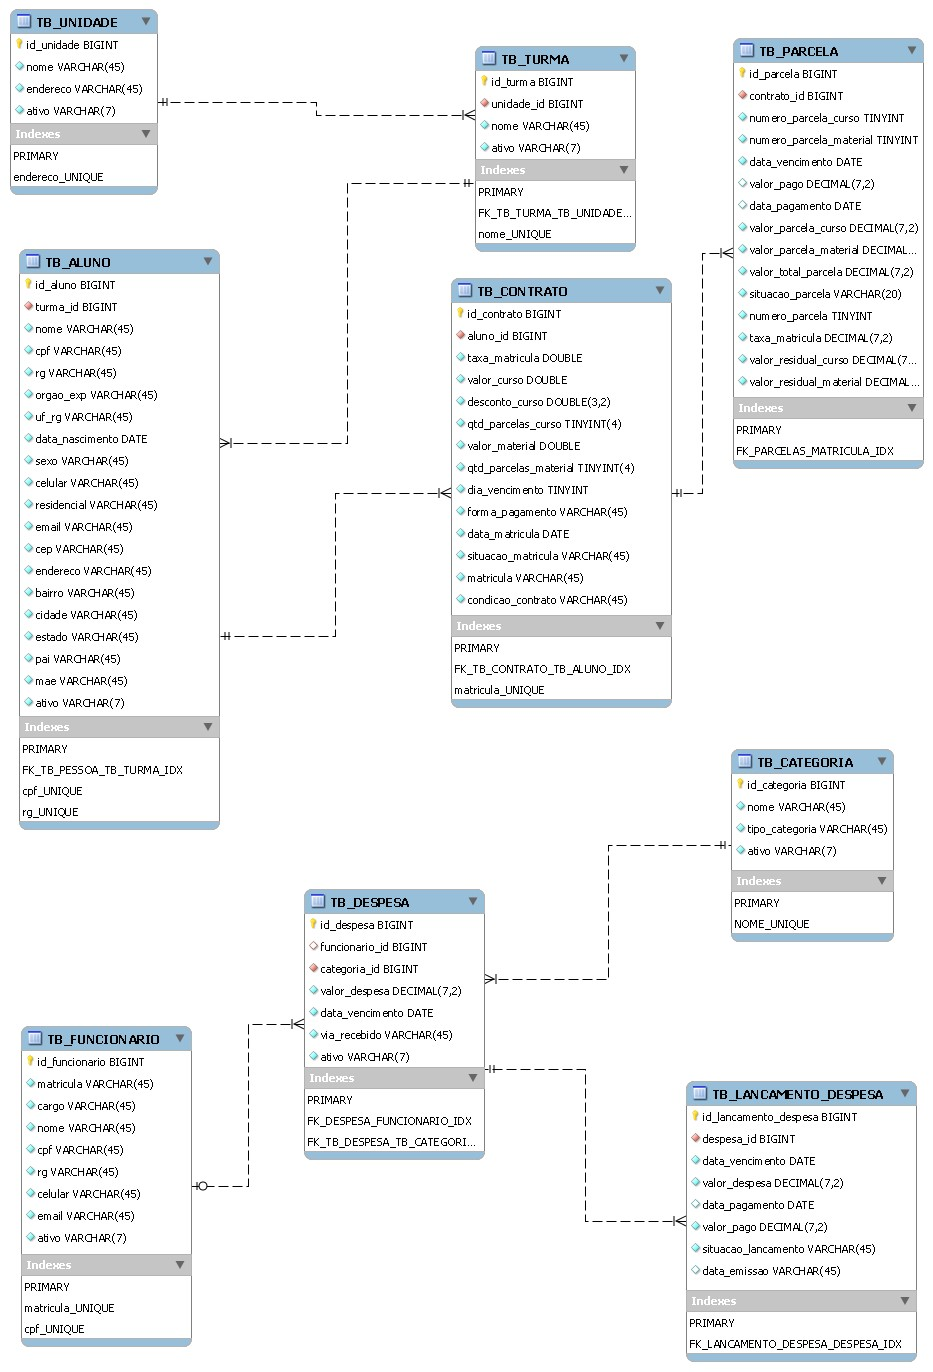 TB_UNIDADE
id_unidade BIGINT
nome VARCHAR(45)
endereco VARCHAR(45)
ativo VARCHAR(7)
Indexes
PRIMARY
endereco_UNIQUE
TB_TURMA
id_turma BIGINT
unidade_id BIGINT
nome VARCHAR(45)
ativo VARCHAR(7)
Indexes
PRIMARY
FK_TB_TURMA_TB_UNIDADE...
nome_UNIQUE
TB_PARCELA
id_parcela BIGINT
contrato_id BIGINT
numero_parcela_curso TINYINT
numero_parcela_material TINYINT
data_vencimento DATE
valor_pago DECIMAL(7,2)
data_pagamento DATE
valor_parcela_curso DECIMAL(7,2)
valor_parcela_material DECIMAL...
valor_total_parcela DECIMAL(7,2)
situacao_parcela VARCHAR(20)
numero_parcela TINYINT
taxa_matricula DECIMAL(7,2)
valor_residual_curso DECIMAL(7...
valor_residual_material DECIMAL...
Indexes
PRIMARY
FK_PARCELAS_MATRICULA_IDX
TB_ALUNO
id_aluno BIGINT
turma_id BIGINT
nome VARCHAR(45)
cpf VARCHAR(45)
rg VARCHAR(45)
orgao_exp VARCHAR(45)
uf_rg VARCHAR(45)
data_nascimento DATE
sexo VARCHAR(45)
celular VARCHAR(45)
residencial VARCHAR(45)
email VARCHAR(45)
cep VARCHAR(45)
endereco VARCHAR(45)
bairro VARCHAR(45)
cidade VARCHAR(45)
estado VARCHAR(45)
pai VARCHAR(45)
mae VARCHAR(45)
ativo VARCHAR(7)
Indexes
PRIMARY
FK_TB_PESSOA_TB_TURMA_IDX
cpf_UNIQUE
rg_UNIQUE
TB_CONTRATO
id_contrato BIGINT
aluno_id BIGINT
taxa_matricula DOUBLE
valor_curso DOUBLE
desconto_curso DOUBLE(3,2)
qtd_parcelas_curso TINYINT(4)
valor_material DOUBLE
qtd_parcelas_material TINYINT(4)
dia_vencimento TINYINT
forma_pagamento VARCHAR(45)
data_matricula DATE
situacao_matricula VARCHAR(45)
matricula VARCHAR(45)
condicao_contrato VARCHAR(45)
Indexes
PRIMARY
FK_TB_CONTRATO_TB_ALUNO_IDX
matricula_UNIQUE
TB_CATEGORIA
id_categoria BIGINT
nome VARCHAR(45)
tipo_categoria VARCHAR(45)
ativo VARCHAR(7)
Indexes
PRIMARY
NOME_UNIQUE
TB_DESPESA
id_despesa BIGINT
funcionario_id BIGINT
categoria_id BIGINT
valor_despesa DECIMAL(7,2)
data_vencimento DATE
via_recebido VARCHAR(45)
ativo VARCHAR(7)
Indexes
PRIMARY
FK_DESPESA_FUNCIONARIO_IDX
FK_TB_DESPESA_TB_CATEGORI...
TB_FUNCIONARIO
id_funcionario BIGINT
matricula VARCHAR(45)
cargo VARCHAR(45)
nome VARCHAR(45)
cpf VARCHAR(45)
rg VARCHAR(45)
celular VARCHAR(45)
email VARCHAR(45)
ativo VARCHAR(7)
Indexes
PRIMARY
matricula_UNIQUE
cpf_UNIQUE
TB_LANCAMENTO_DESPESA
id_lancamento_despesa BIGINT
despesa_id BIGINT
data_vencimento DATE
valor_despesa DECIMAL(7,2)
data_pagamento DATE
valor_pago DECIMAL(7,2)
situacao_lancamento VARCHAR(45)
data_emissao VARCHAR(45)
Indexes
PRIMARY
FK_LANCAMENTO_DESPESA_DESPESA_IDX